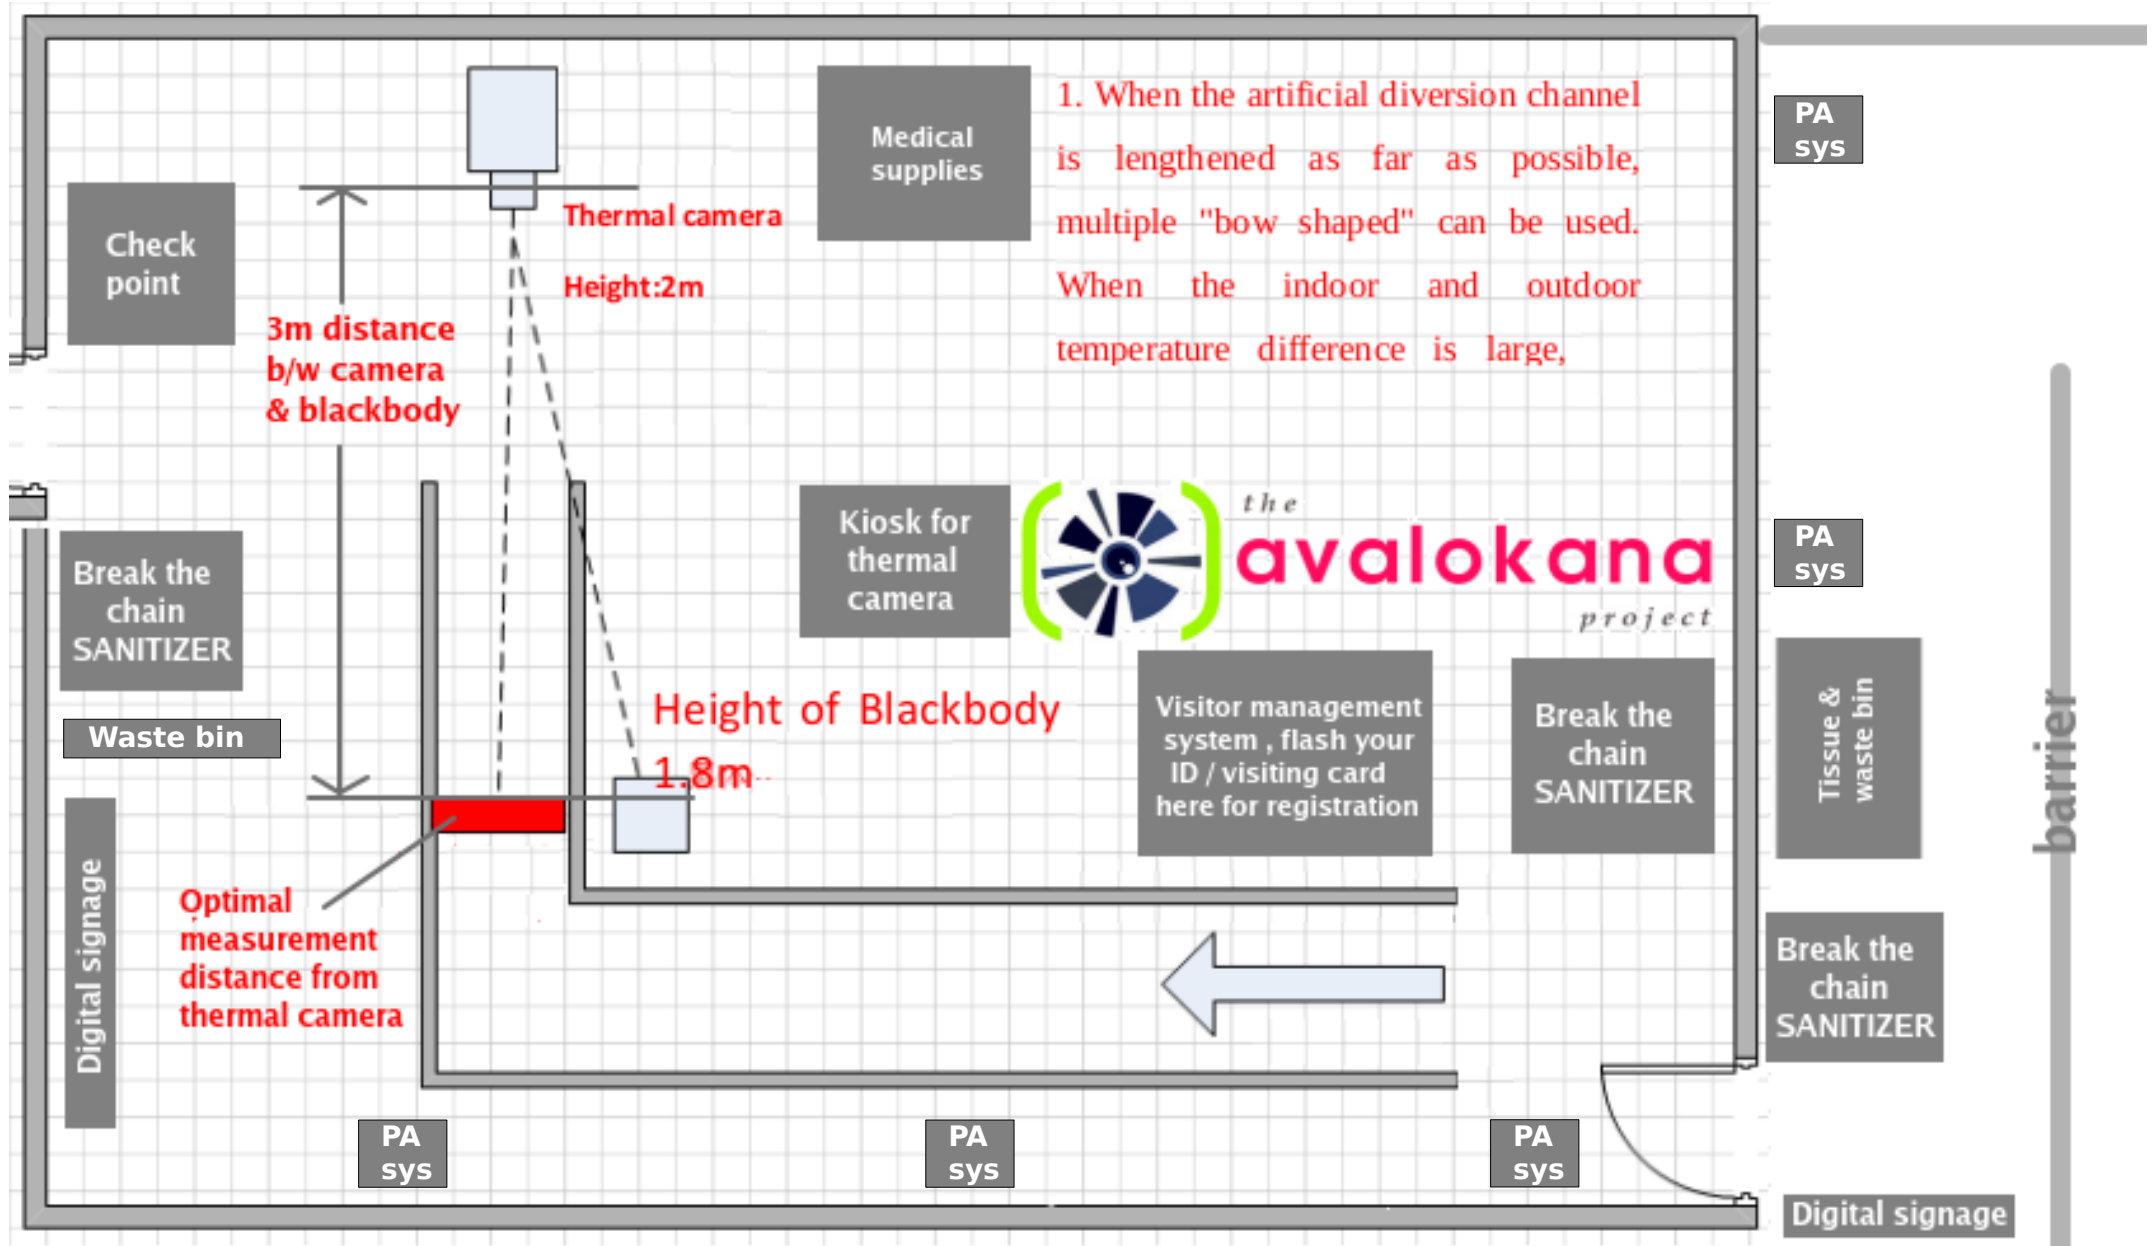 Medical
supplies
1. When the artificial diversion channel
is lengthened as far as possible,
multiple "bow shaped" can be used.
When the indoor and outdoor
temperature difference is large,
PA
sys
Check
point
Thermal camera
Height:2m
3m distance
b/w camera
& blackbody
Kiosk for
thermal
camera
the
avalokana
project
PA
sys
Break the
chain
SANITIZER
Waste bin
Height of Blackbody
1.8m
Visitor management
system , flash your
ID / visiting card
here for registration
Break the
chain
SANITIZER
Tissue &
waste bin
barrier
Digital signage
Optimal
measurement
distance from
thermal camera
Break the
chain
SANITIZER
PA
sys
PA
sys
PA
sys
Digital signage